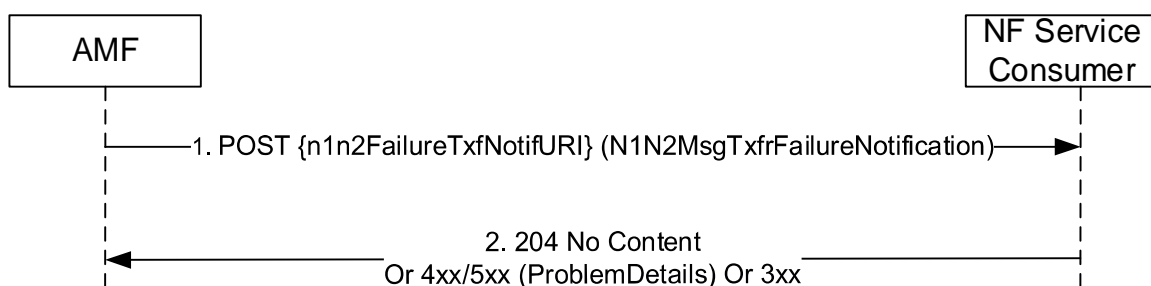 AMF
NF Service
Consumer
1. POST {n1n2FailureTxfNotifURI} (N1N2MsgTxfrFailureNotification)
2. 204 No Content
Or 4xx/5xx (ProblemDetails) Or 3xx